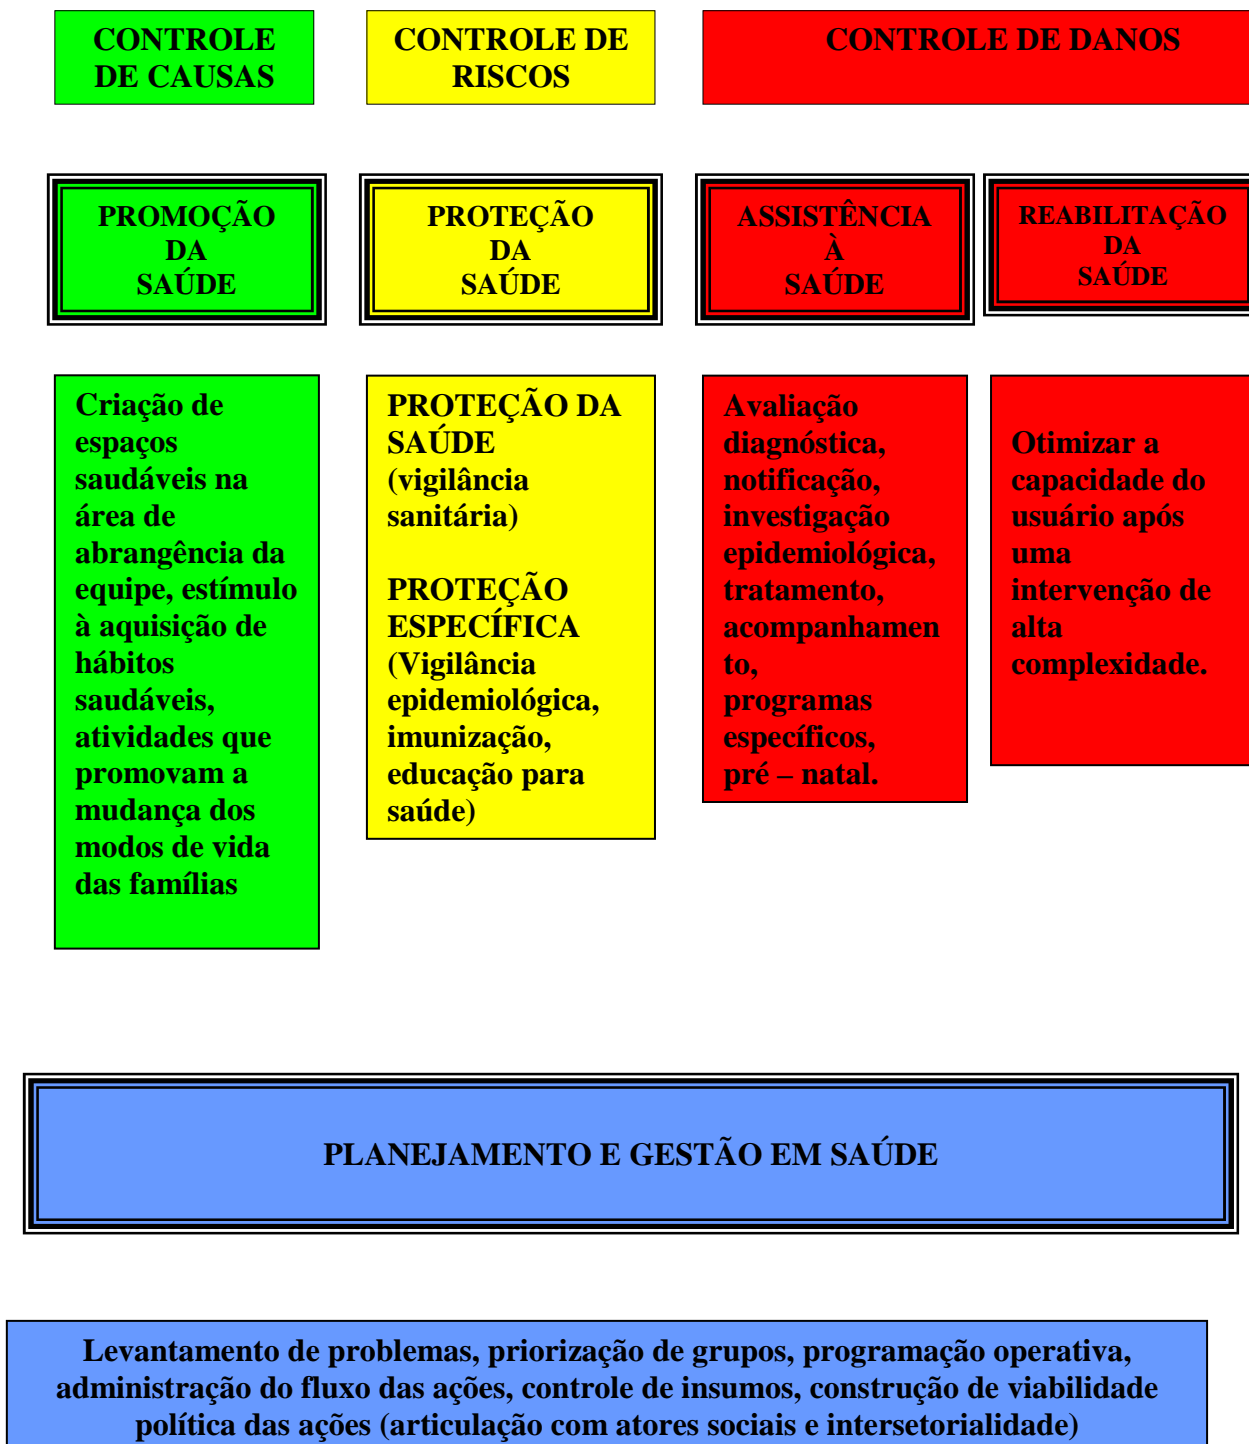 CONTROLE
DE CAUSAS
CONTROLE DE
RISCOS
CONTROLE DE DANOS
PROMOÇÃO
DA
SAÚDE
PROTEÇÃO
DA
SAÚDE
ASSISTÊNCIA
À
SAÚDE
REABILITAÇÃO
DA
SAÚDE
Criação de
espaços
saudáveis na
área de
abrangência da
equipe, estímulo
à aquisição de
hábitos
saudáveis,
atividades que
promovam a
mudança dos
modos de vida
das famílias
PROTEÇÃO DA
SAÚDE
(vigilância
sanitária)
PROTEÇÃO
ESPECÍFICA
(Vigilância
epidemiológica,
imunização,
educação para
saúde)
Avaliação
diagnóstica,
notificação,
investigação
epidemiológica,
tratamento,
acompanhamen
to,
programas
específicos,
pré – natal.
Otimizar a
capacidade do
usuário após
uma
intervenção de
alta
complexidade.
PLANEJAMENTO E GESTÃO EM SAÚDE
Levantamento de problemas, priorização de grupos, programação operativa,
administração do fluxo das ações, controle de insumos, construção de viabilidade
política das ações (articulação com atores sociais e intersetorialidade)